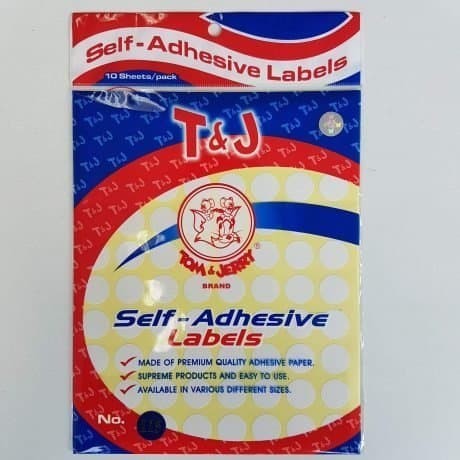 Self-Adhesive Labels
10 Sheets/pack
T&J
TOM & JERRY®
BRAND
Self-Adhesive
Labels
MADE OF PREMIUM QUALITY ADHESIVE PAPER.
SUPREME PRODUCTS AND EASY TO USE.
AVAILABLE IN VARIOUS DIFFERENT SIZES.
No.